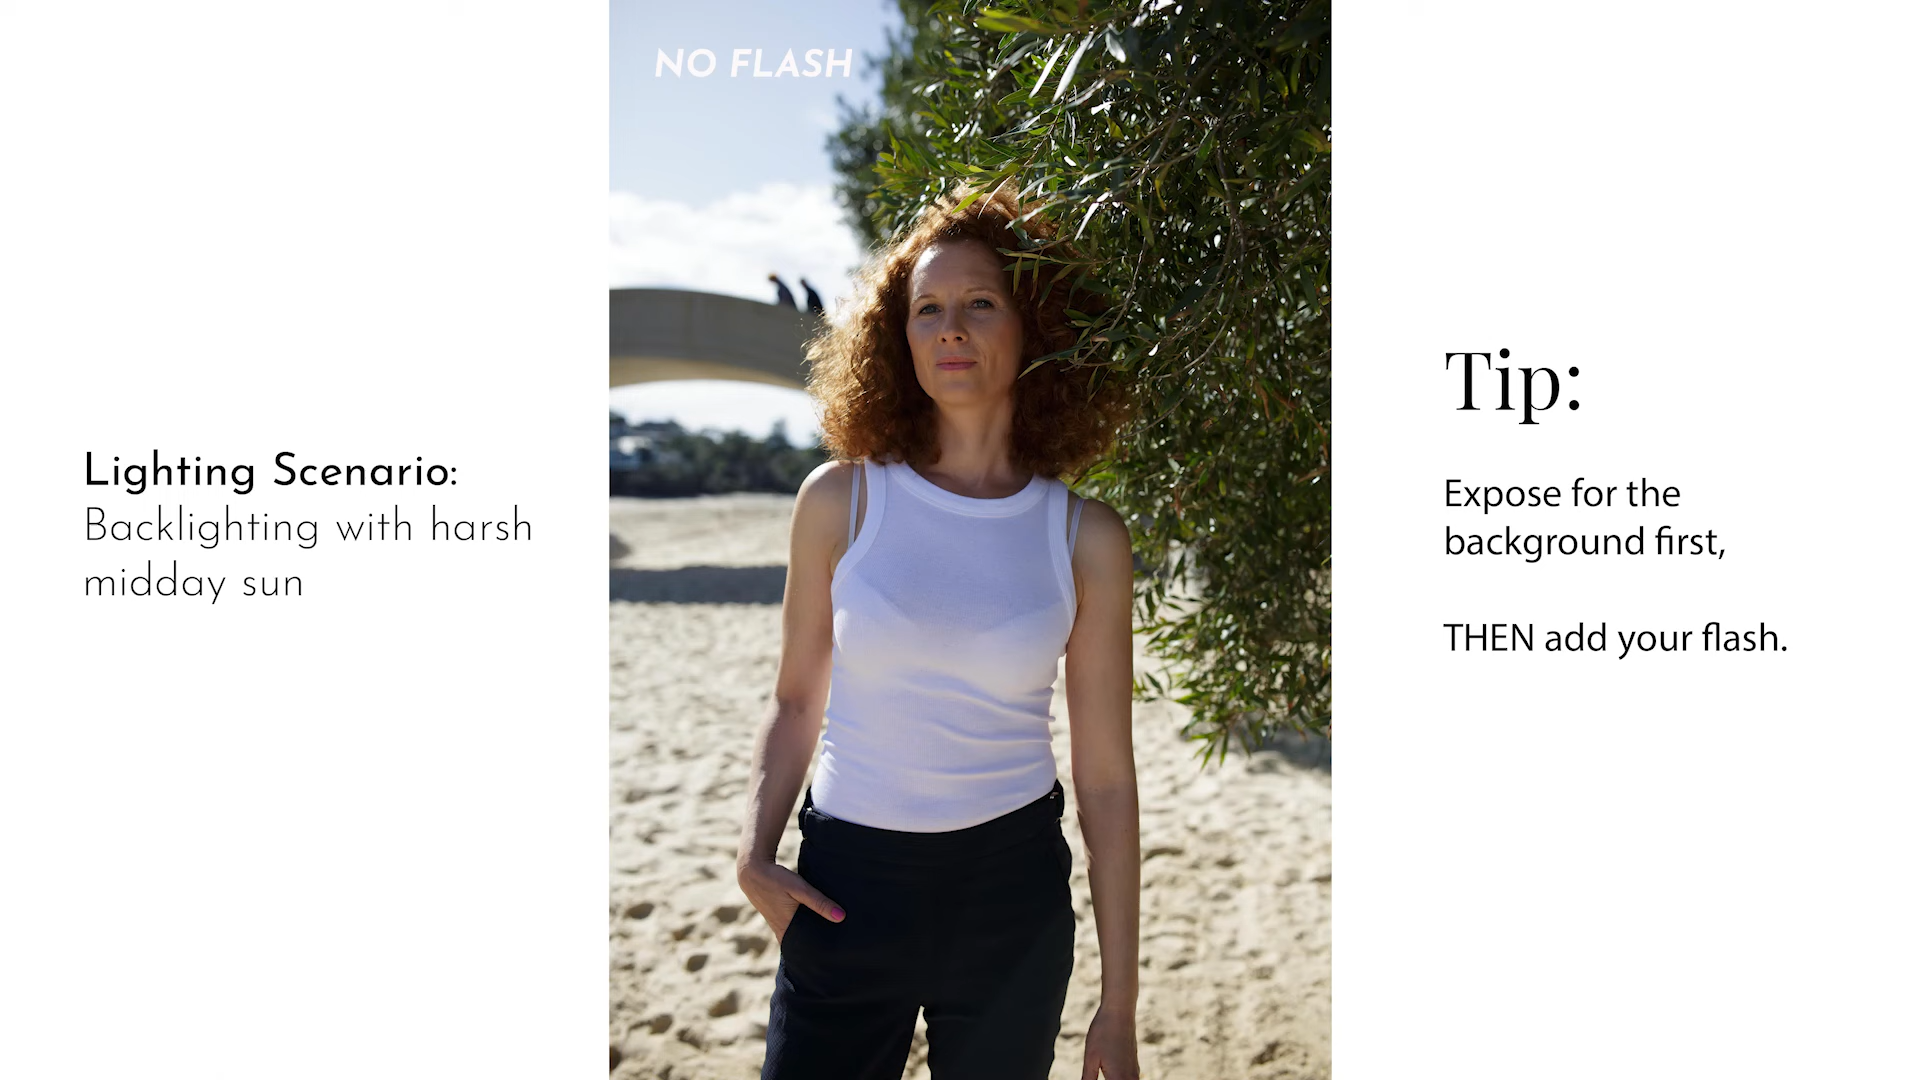 NO FLASH
Lighting Scenario:
Backlighting with harsh
midday sun
Tip:
Expose for the
background first,
THEN add your flash.